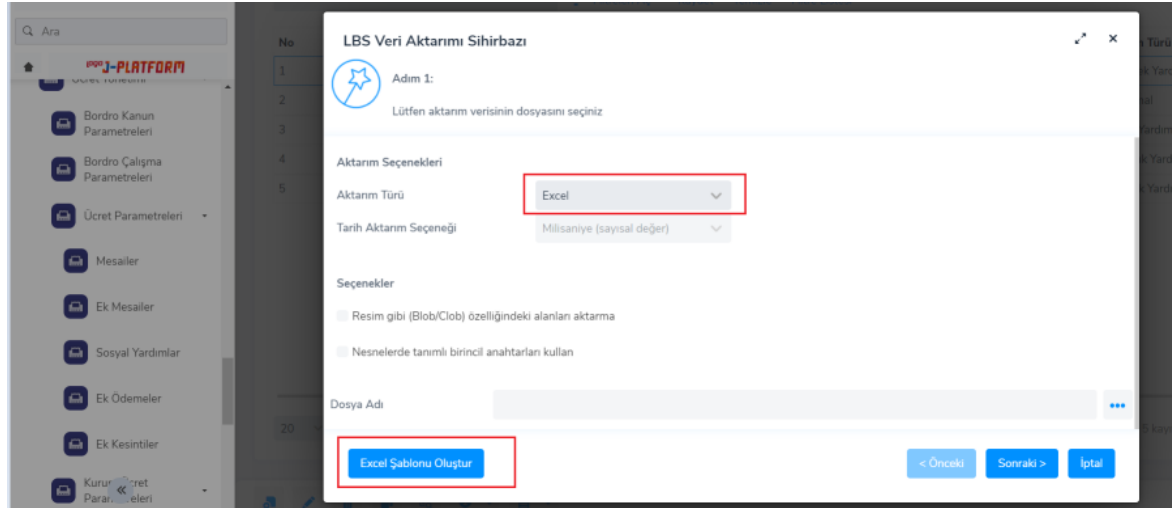 Ara
logo J-PLATFORM
Ücret Yönetimi
Bordro Kanun
Parametreleri
Bordro Çalışma
Parametreleri
Ücret Parametreleri
Mesailer
Ek Mesailer
Sosyal Yardımlar
Ek Ödemeler
Ek Kesintiler
No
1
2
3
4
5
20
LBS Veri Aktarımı Sihirbazı
Adım 1:
Lütfen aktarım verisinin dosyasını seçiniz
Aktarım Seçenekleri
Aktarım Türü
Excel
Tarih Aktarım Seçeneği
Milisaniye (sayısal değer)
Seçenekler
Resim gibi (Blob/Clob) özelliğindeki alanları aktarma
Nesnelerde tanımlı birincil anahtarları kullan
Dosya Adı
Excel Şablonu Oluştur
< Önceki
Sonraki >
İptal